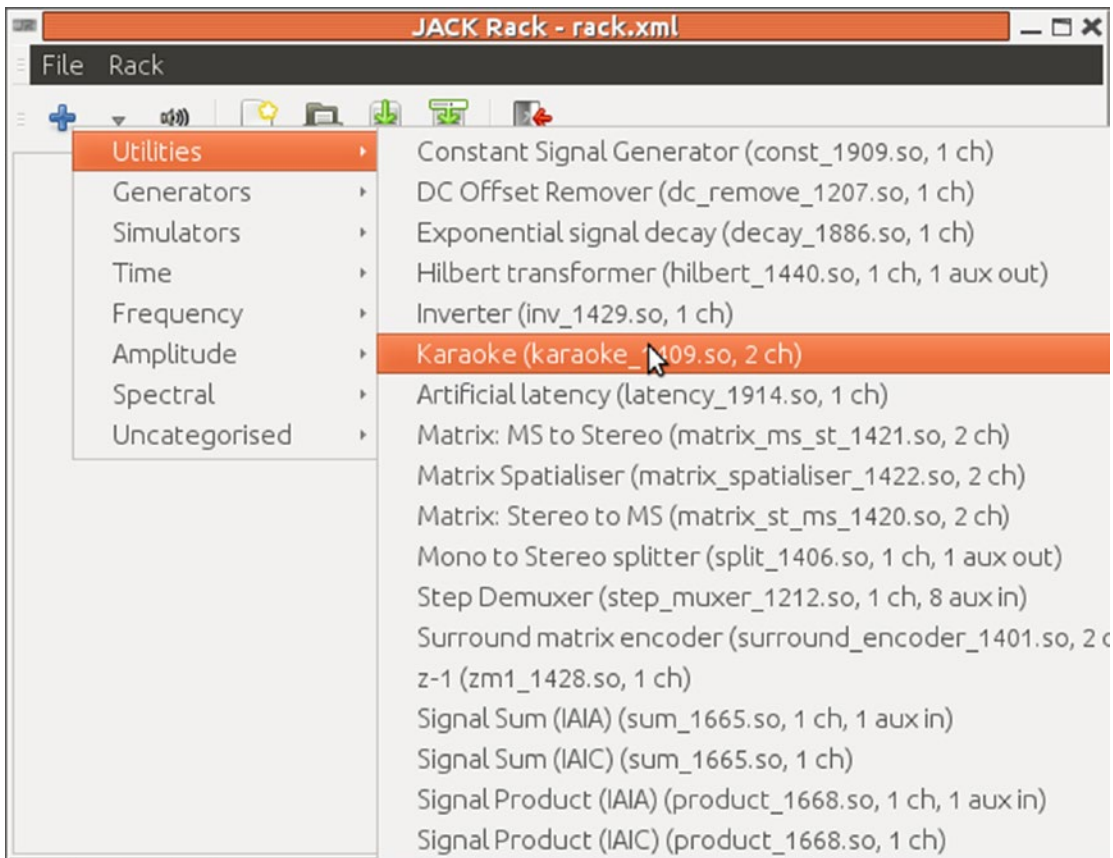 JACK Rack - rack.xml
File Rack
Utilities
Generators
Simulators
Time
Frequency
Amplitude
Spectral
Uncategorised
Constant Signal Generator (const_1909.so, 1 ch)
DC Offset Remover (dc_remove_1207.so, 1 ch)
Exponential signal decay (decay_1886.so, 1 ch)
Hilbert transformer (hilbert_1440.so, 1 ch, 1 aux out)
Inverter (inv_1429.so, 1 ch)
Karaoke (karaoke_1409.so, 2 ch)
Artificial latency (latency_1914.so, 1 ch)
Matrix: MS to Stereo (matrix_ms_st_1421.so, 2 ch)
Matrix Spatialiser (matrix_spatialiser_1422.so, 2 ch)
Matrix: Stereo to MS (matrix_st_ms_1420.so, 2 ch)
Mono to Stereo splitter (split_1406.so, 1 ch, 1 aux out)
Step Demuxer (step_muxer_1212.so, 1 ch, 8 aux in)
Surround matrix encoder (surround_encoder_1401.so, 2 c
z-1 (zm1_1428.so, 1 ch)
Signal Sum (IAIA) (sum_1665.so, 1 ch, 1 aux in)
Signal Sum (IAIC) (sum_1665.so, 1 ch)
Signal Product (IAIA) (product_1668.so, 1 ch, 1 aux in)
Signal Product (IAIC) (product_1668.so, 1 ch)